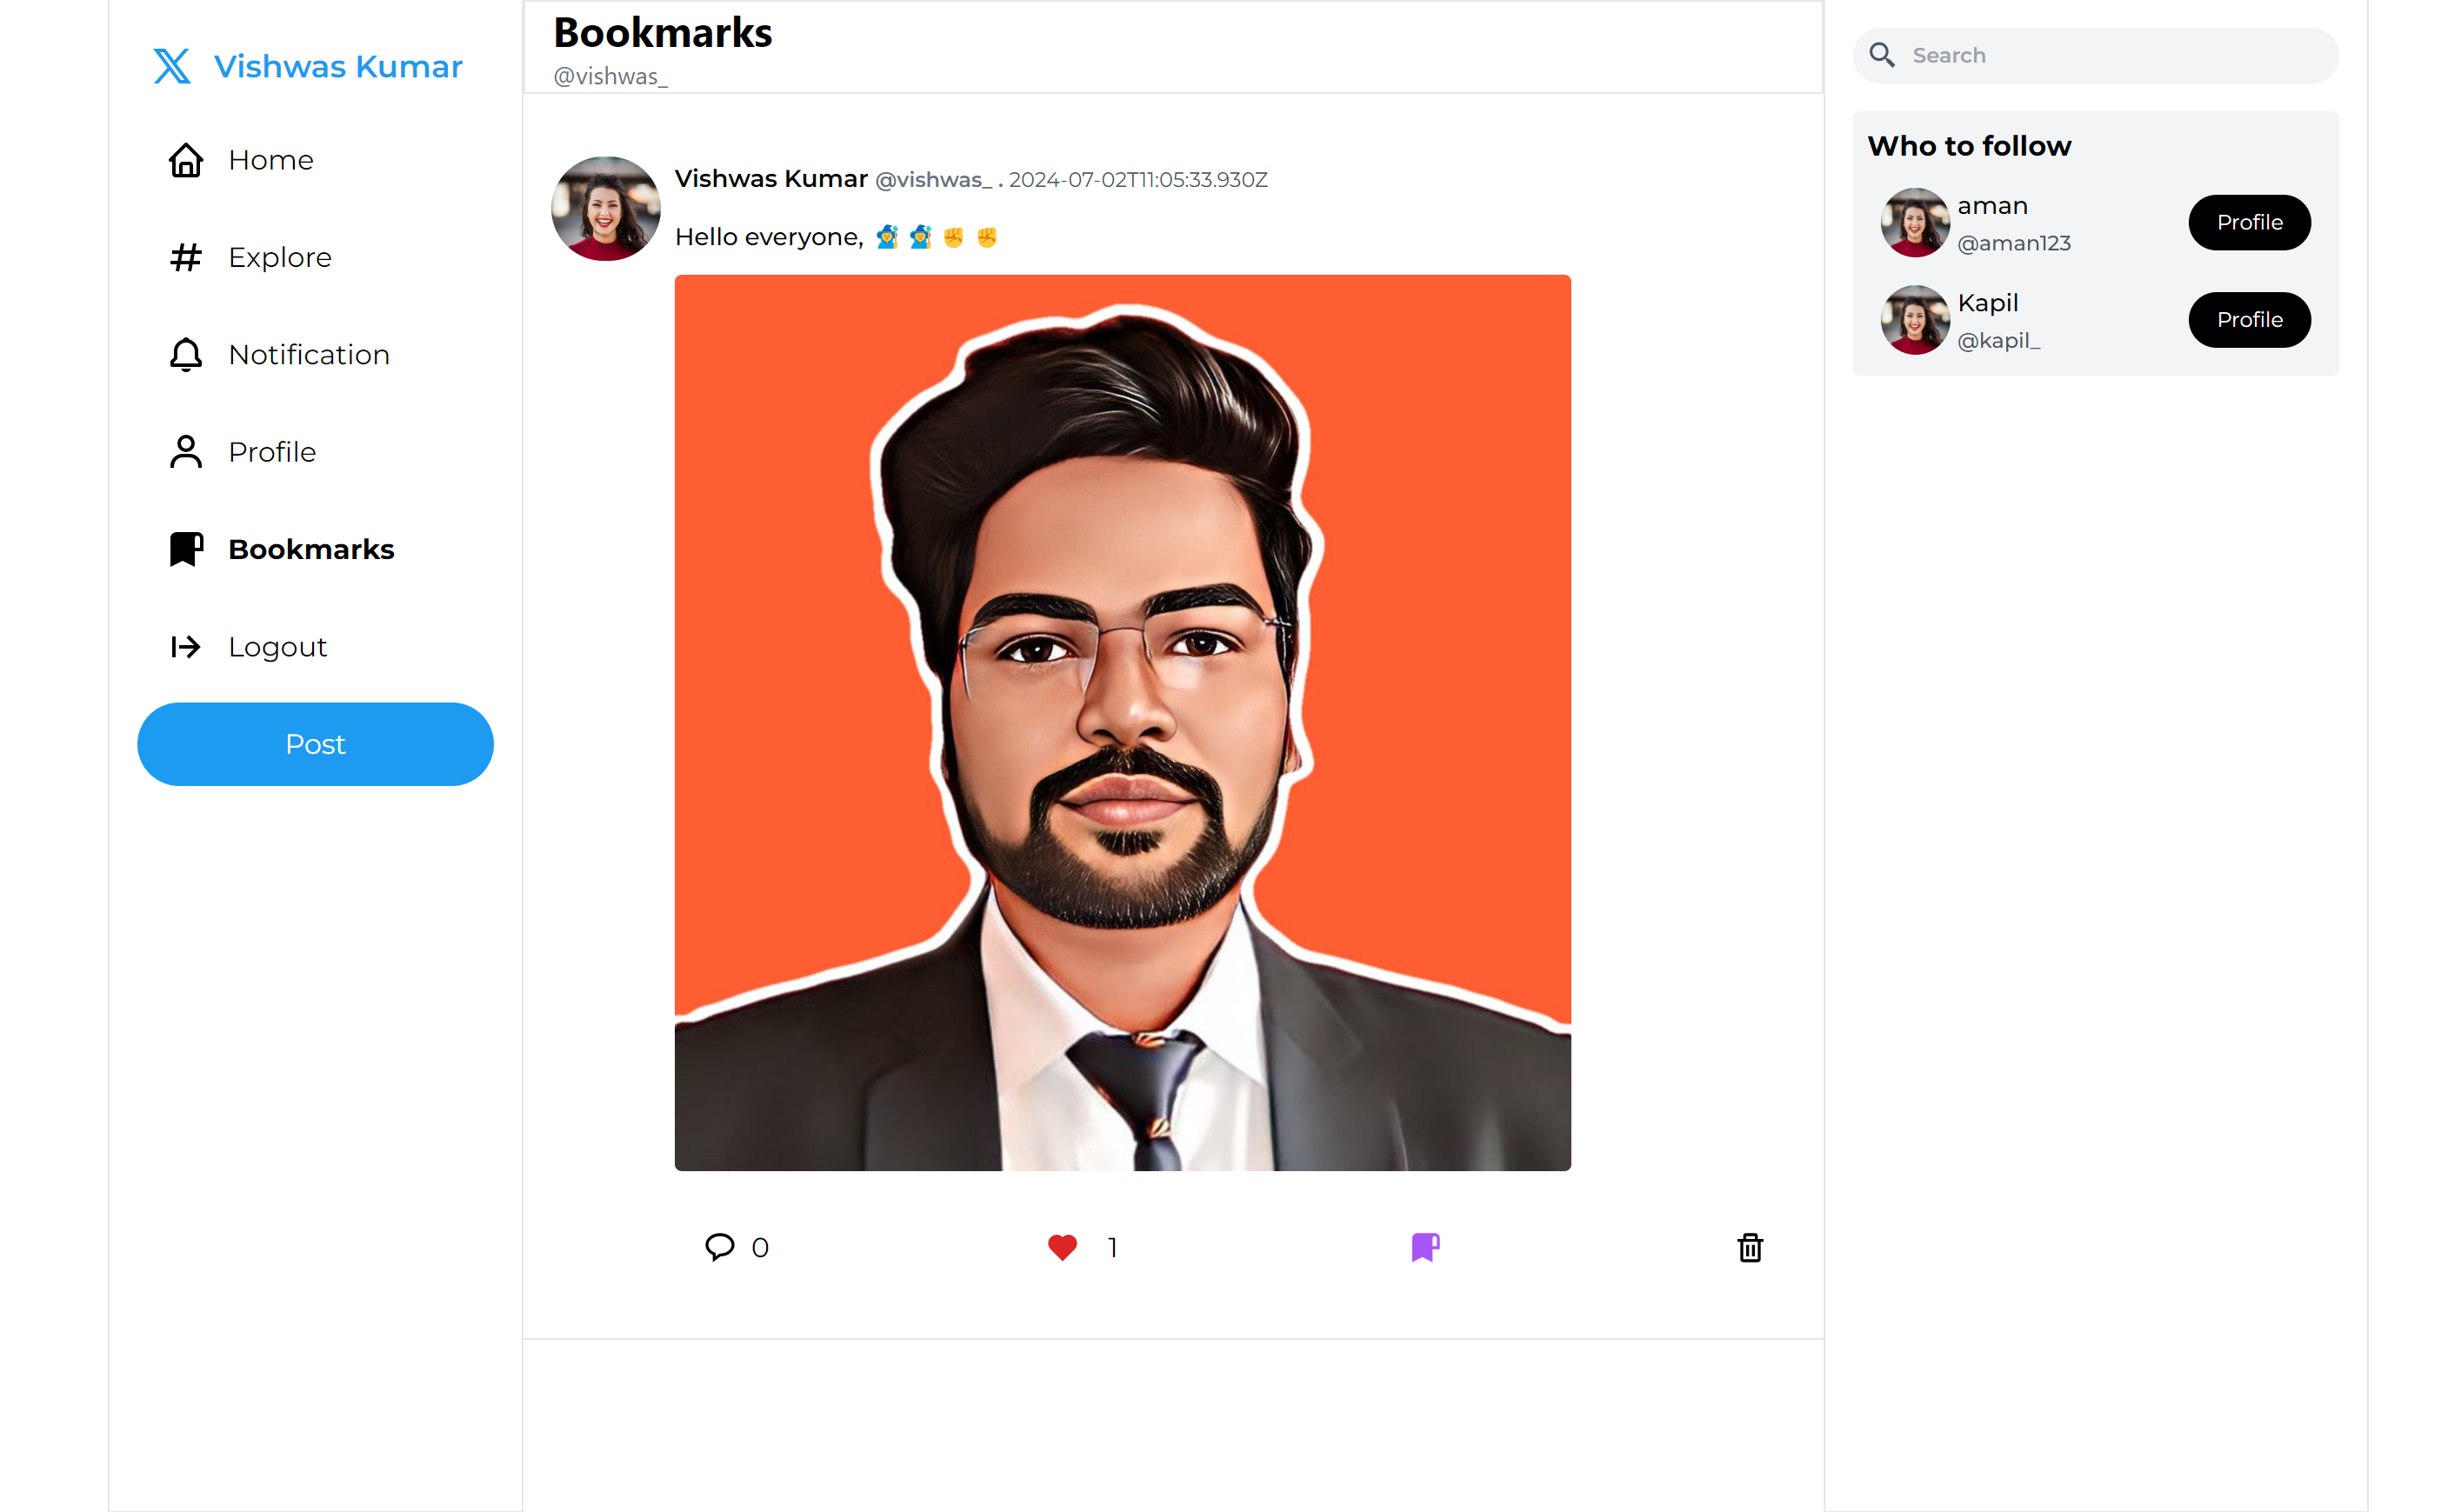 Vishwas Kumar
Home
Explore
Notification
Profile
Bookmarks
Logout
Post
Bookmarks
@vishwas_
Vishwas Kumar @vishwas_ . 2024-07-02T11:05:33.930Z
Hello everyone, 🧙‍♂️ 🧙‍♂️ ✊ ✊
0
1
Search
Who to follow
aman
@aman123
Profile
Kapil
@kapil_
Profile